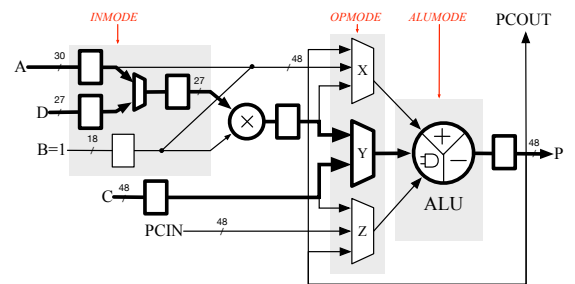 INMODE
OPMODE
ALUMODE
PCOUT
A
30
48
X
D
27
27
×
+
B=1
18
Y
−
48
P
C
48
ALU
PCIN
48
Z